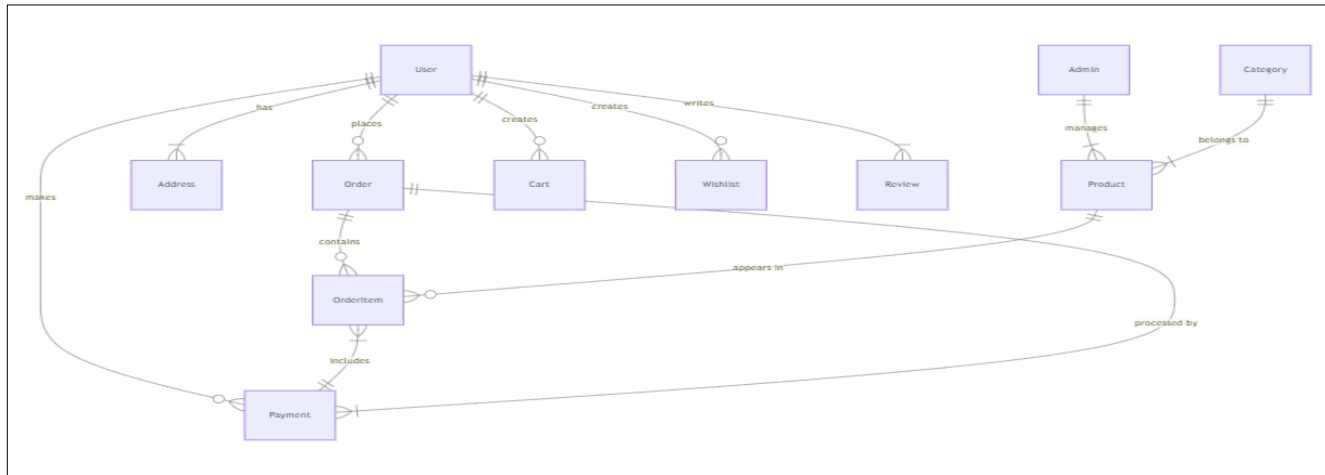 User
Admin
Category
has
places
creates
creates
writes
manages
belongs to
Address
Order
Cart
Wishlist
Review
Product
makes
contains
appears in
OrderItem
processed by
includes
Payment